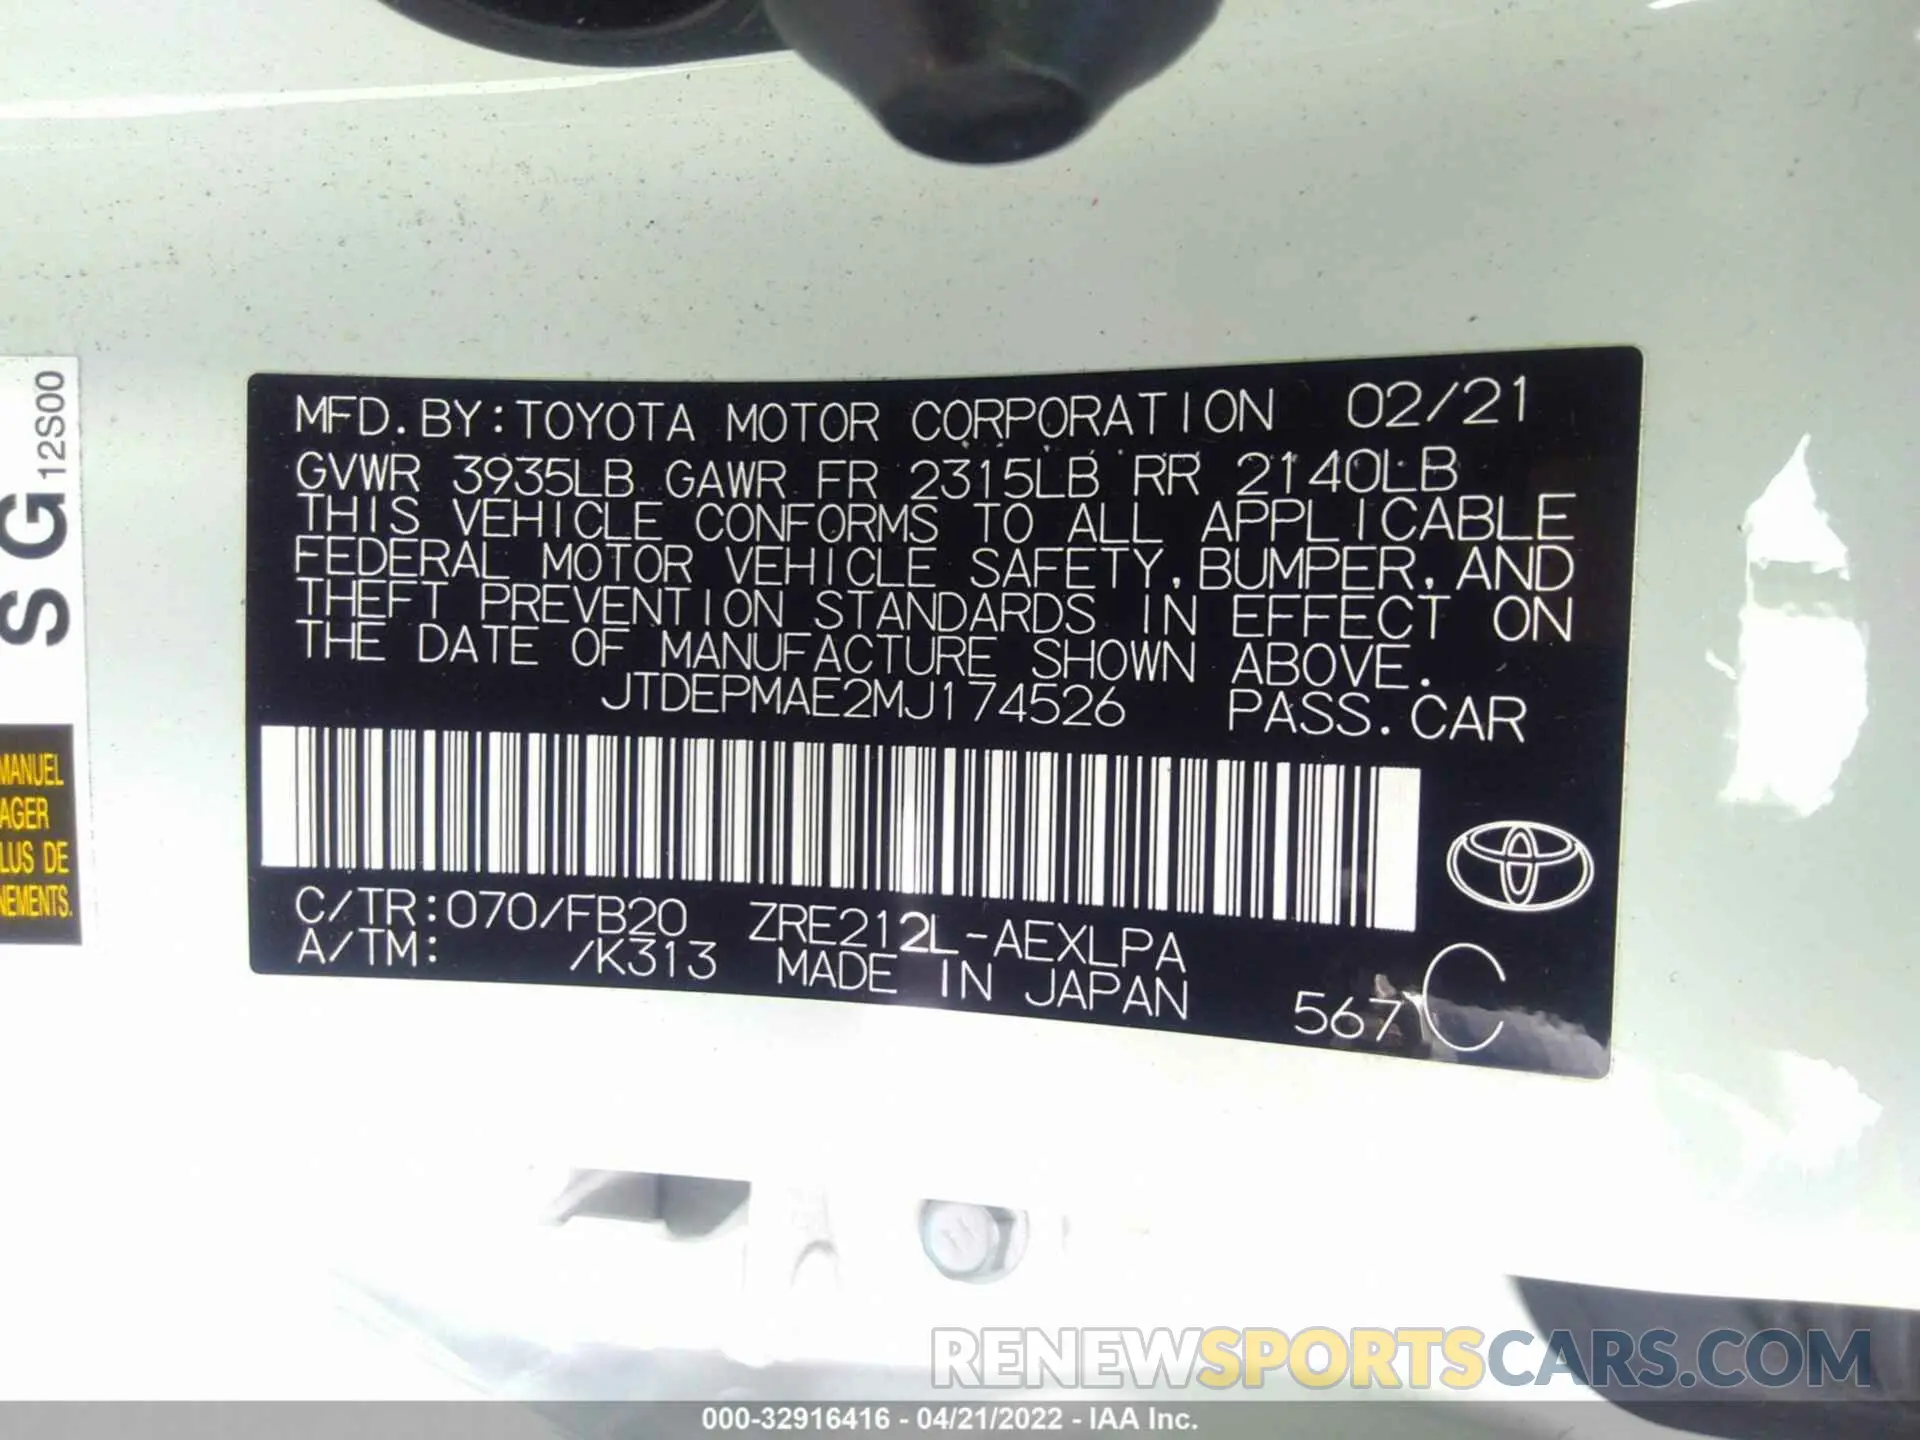 MFD. BY: TOYOTA MOTOR CORPORATION 02/21
GVWR 3935LB GAWR FR 2315LB RR 2140LB
THIS VEHICLE CONFORMS TO ALL APPLICABLE
FEDERAL MOTOR VEHICLE SAFETY, BUMPER, AND
THEFT PREVENTION STANDARDS IN EFFECT ON
THE DATE OF MANUFACTURE SHOWN ABOVE.
JTDEPMAE2MJ174526 PASS. CAR
C/TR: 070/FB20 ZRE212L-AEXLPA
A/TM: /K313 MADE IN JAPAN
567 C
SG 12S00
MANUEL
AGER
LUS DE
NEMENTS.
RENEWSPORTSCARS.COM
000-32916416 - 04/21/2022 - IAA Inc.